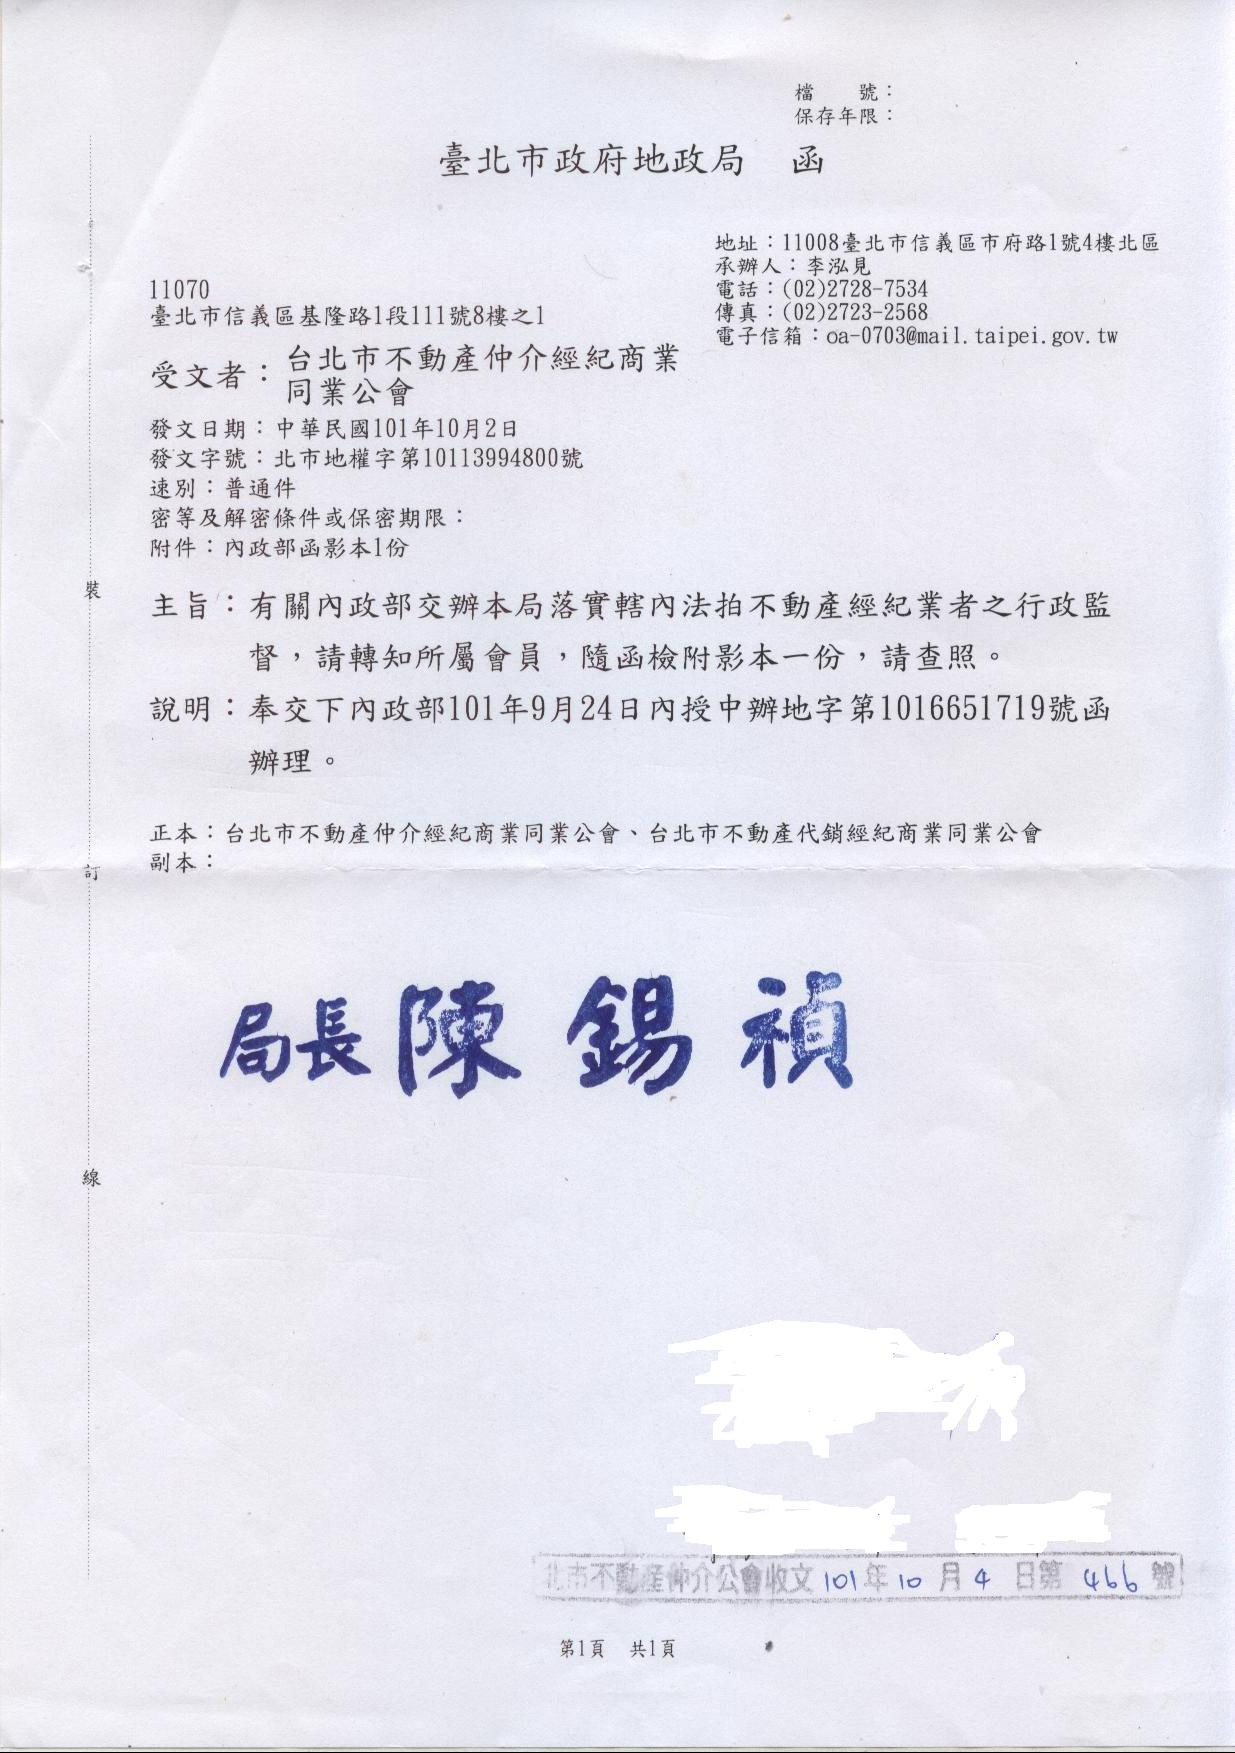 檔　　號：
保存年限：
臺北市政府地政局　函
地址：11008臺北市信義區市府路1號4樓北區
承辦人：李泓見
電話：(02)2728-7534
傳真：(02)2723-2568
電子信箱：oa-0703@mail.taipei.gov.tw
11070
臺北市信義區基隆路1段111號8樓之1
受文者：台北市不動產仲介經紀商業
同業公會
發文日期：中華民國101年10月2日
發文字號：北市地權字第10113994800號
速別：普通件
密等及解密條件或保密期限：
附件：內政部函影本1份
主旨：有關內政部交辦本局落實轄內法拍不動產經紀業者之行政監
督，請轉知所屬會員，隨函檢附影本一份，請查照。
說明：奉交下內政部101年9月24日內授中辦地字第1016651719號函
辦理。
正本：台北市不動產仲介經紀商業同業公會、台北市不動產代銷經紀商業同業公會
副本：
裝
訂
線
局長陳錫禎
北市不動產仲介公會收文101年10月4日第466號
第1頁　共1頁